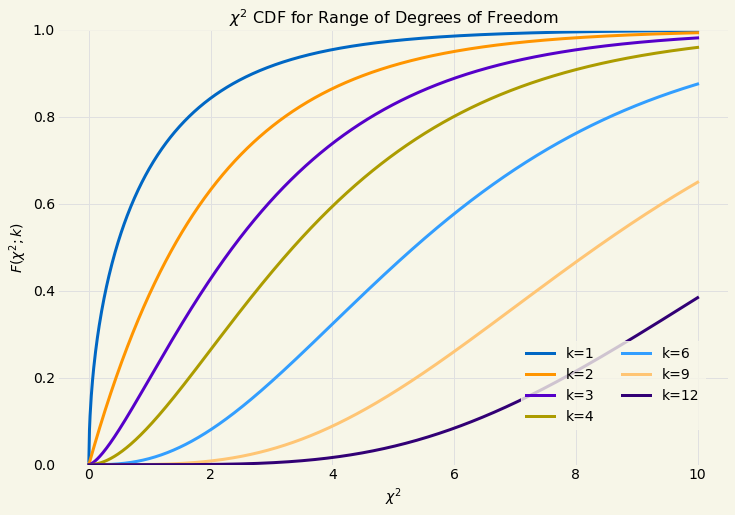 χ² CDF for Range of Degrees of Freedom
1.0
0.8
0.6
0.4
0.2
0.0
F(χ²; k)
k=1 k=6
k=2 k=9
k=3 k=12
k=4
0 2 4 6 8 10
χ²